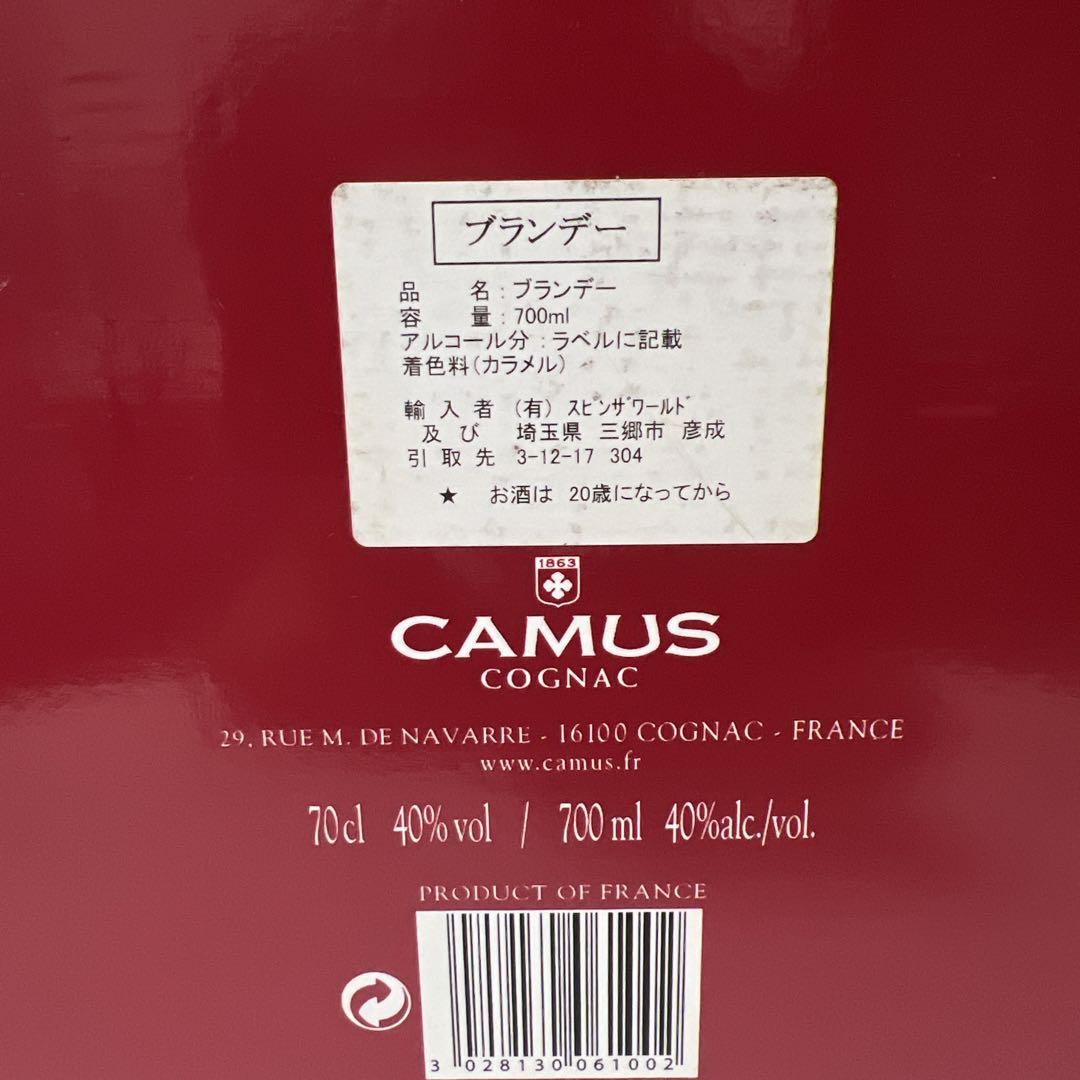 ブランデー
品 名:ブランデー
容 量:700ml
アルコール分:ラベルに記載
着色料(カラメル)
輸入者 (有) スピンザワールド
及び 埼玉県 三郷市 彦成
引取先 3-12-17 304
★ お酒は 20歳になってから
1863
CAMUS
COGNAC
29, RUE M. DE NAVARRE - 16100 COGNAC - FRANCE
www.camus.fr
70 cl 40% vol / 700 ml 40%alc./vol.
PRODUCT OF FRANCE
3 028130 061002